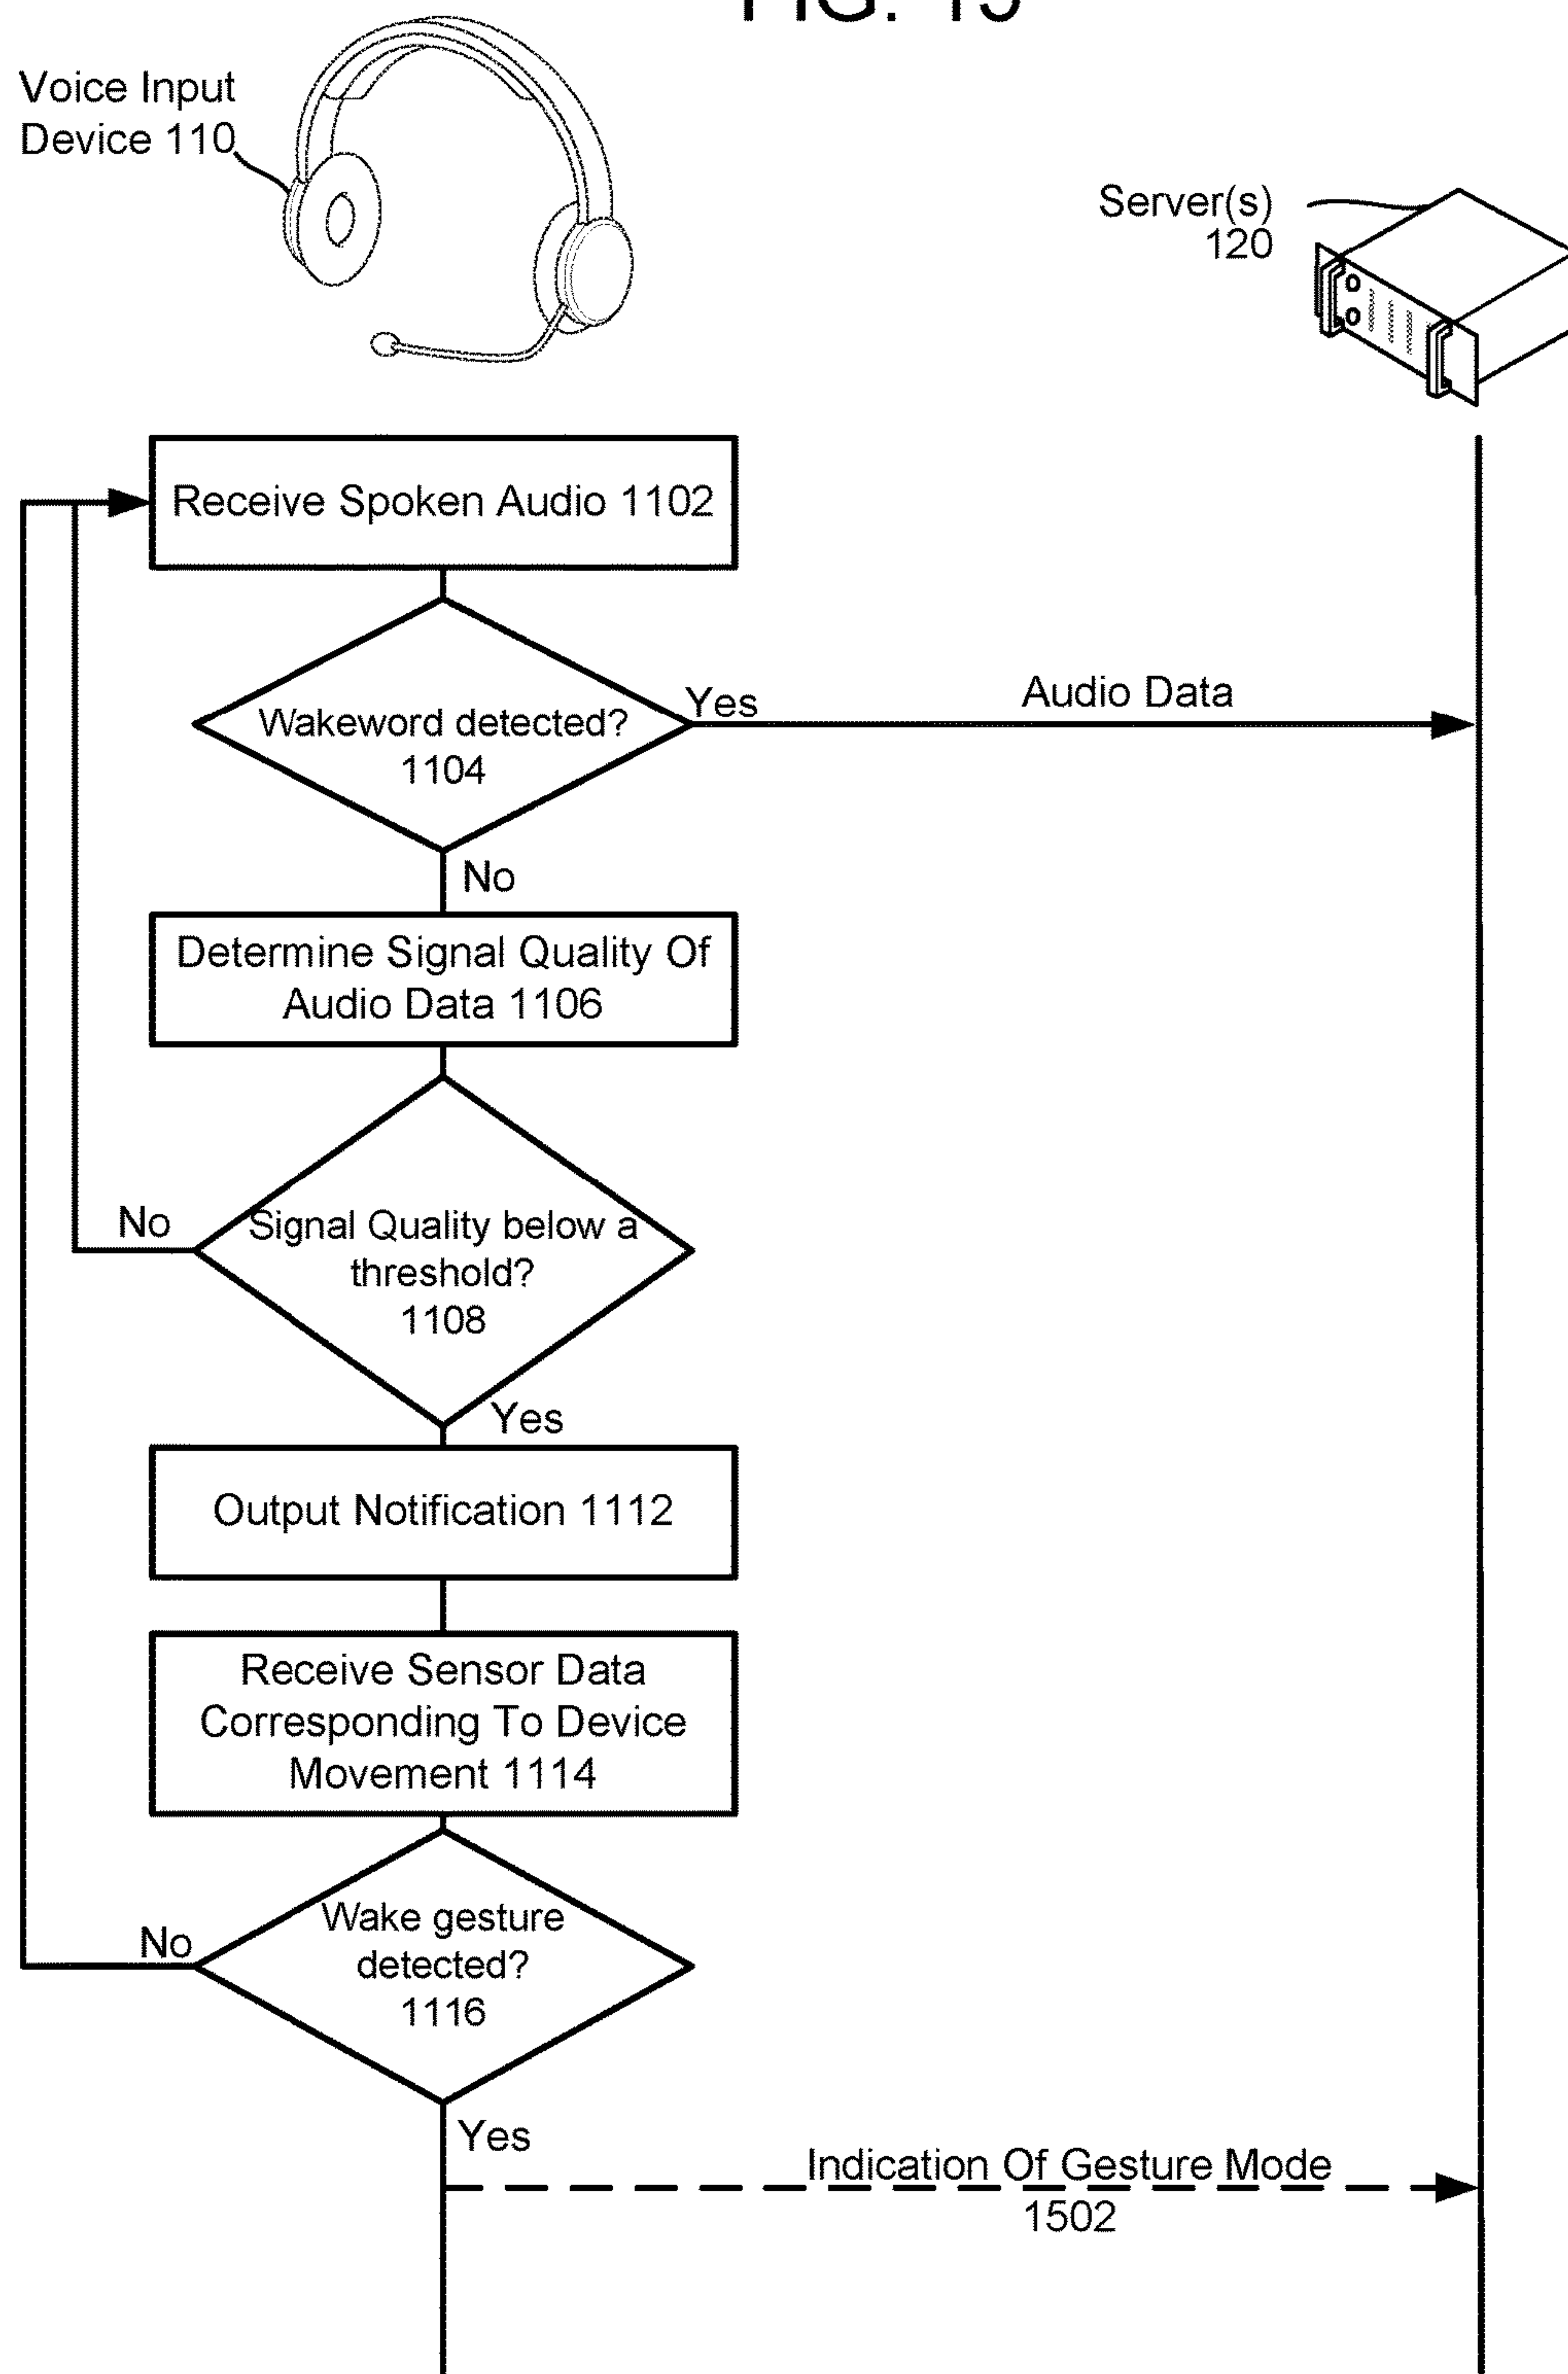 FIG. 15
Voice Input
Device 110
Server(s)
120
Receive Spoken Audio 1102
Wakeword detected?
1104
Yes
Audio Data
No
Determine Signal Quality Of
Audio Data 1106
No
Signal Quality below a
threshold?
1108
Yes
Output Notification 1112
Receive Sensor Data
Corresponding To Device
Movement 1114
No
Wake gesture
detected?
1116
Yes
Indication Of Gesture Mode
1502